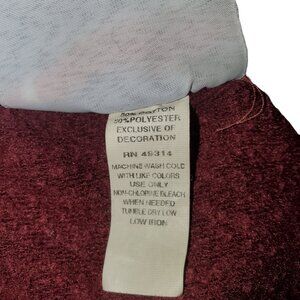 50% COTTON
50% POLYESTER
EXCLUSIVE OF
DECORATION
RN 49314
MACHINE WASH COLD
WITH LIKE COLORS
USE ONLY
NON-CHLORINE BLEACH
WHEN NEEDED
TUMBLE DRY LOW
LOW IRON